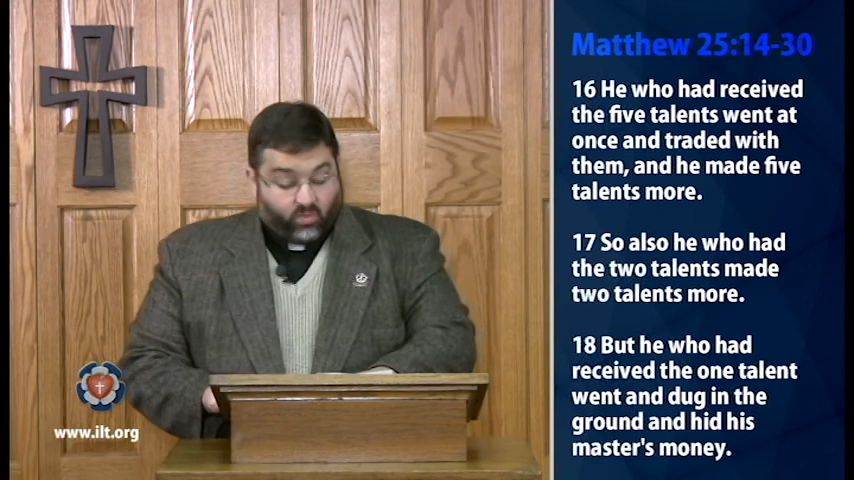 Matthew 25:14-30
16 He who had received
the five talents went at
once and traded with
them, and he made five
talents more.
17 So also he who had
the two talents made
two talents more.
18 But he who had
received the one talent
went and dug in the
ground and hid his
master's money.
www.ilt.org